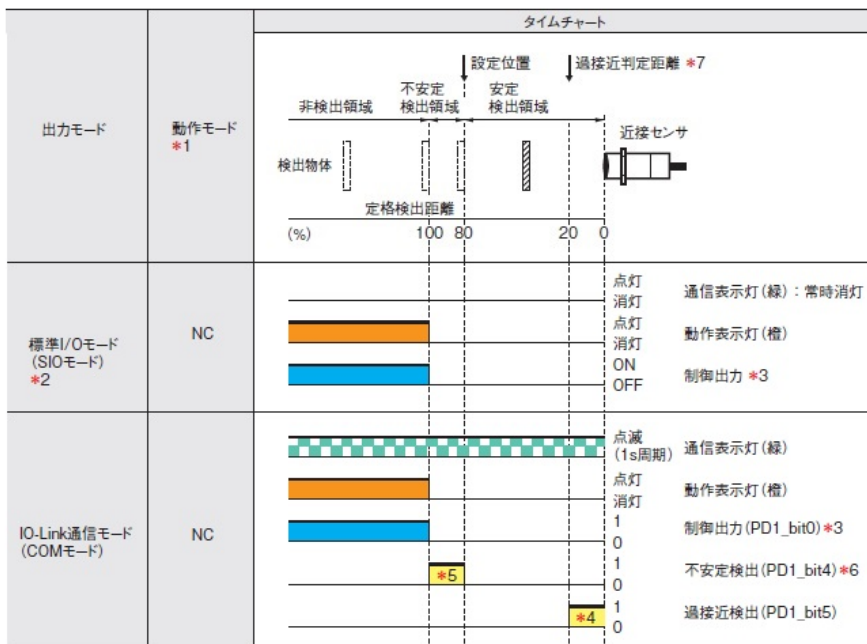 タイムチャート
出力モード
動作モード
*1
設定位置
過接近判定距離 *7
非検出領域
不安定
検出領域
安定
検出領域
近接センサ
検出物体
定格検出距離
(%)
100 80
20 0
標準I/Oモード
(SIOモード)
*2
NC
点灯
消灯
通信表示灯(緑):常時消灯
点灯
消灯
動作表示灯(橙)
ON
OFF
制御出力 *3
IO-Link通信モード
(COMモード)
NC
点滅
(1s周期)
通信表示灯(緑)
点灯
消灯
動作表示灯(橙)
1
0
制御出力(PD1_bit0)*3
*5
1
0
不安定検出(PD1_bit4)*6
*4
1
0
過接近検出(PD1_bit5)